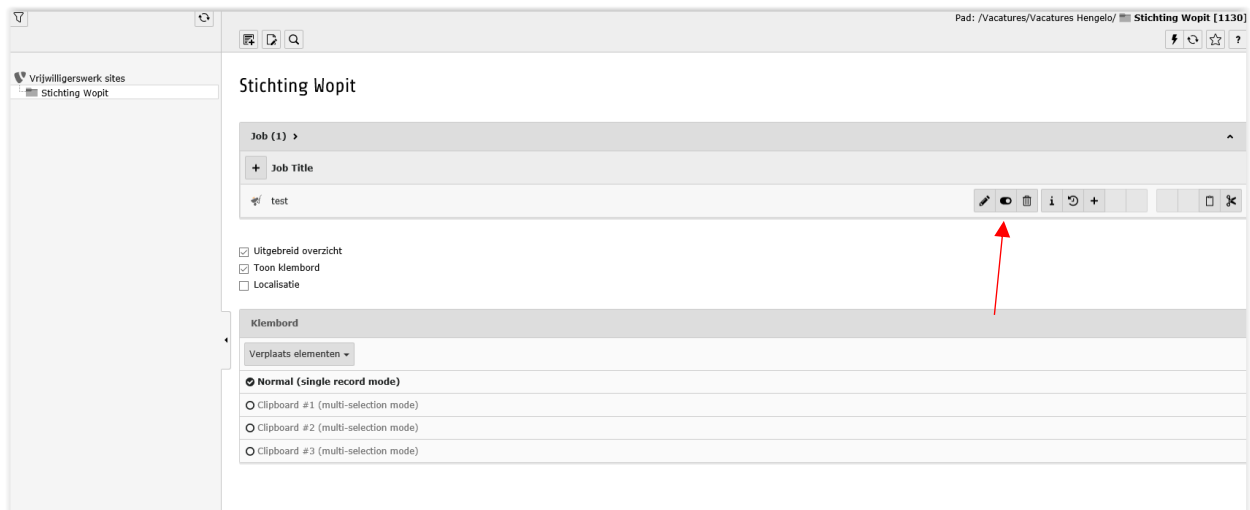 Pad: /Vacatures/Vacatures Hengelo/ Stichting Wopit [1130]
Vrijwilligerswerk sites
Stichting Wopit
Stichting Wopit
Job (1)
Job Title
test
Uitgebreid overzicht
Toon klembord
Localisatie
Klembord
Verplaats elementen
Normal (single record mode)
Clipboard #1 (multi-selection mode)
Clipboard #2 (multi-selection mode)
Clipboard #3 (multi-selection mode)